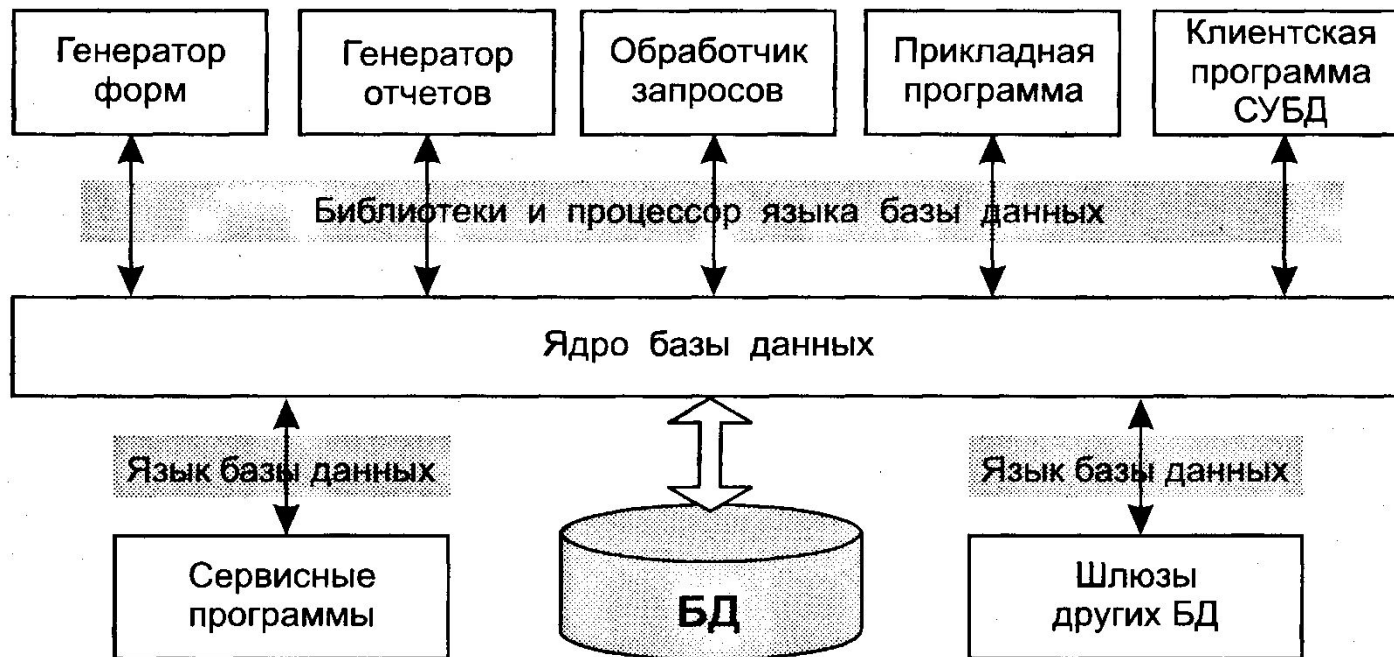 Генератор
форм
Генератор
отчетов
Обработчик
запросов
Прикладная
программа
Клиентская
программа
СУБД
Библиотеки и процессор языка базы данных
Ядро базы данных
Язык базы данных
Язык базы данных
Сервисные
программы
БД
Шлюзы
других БД